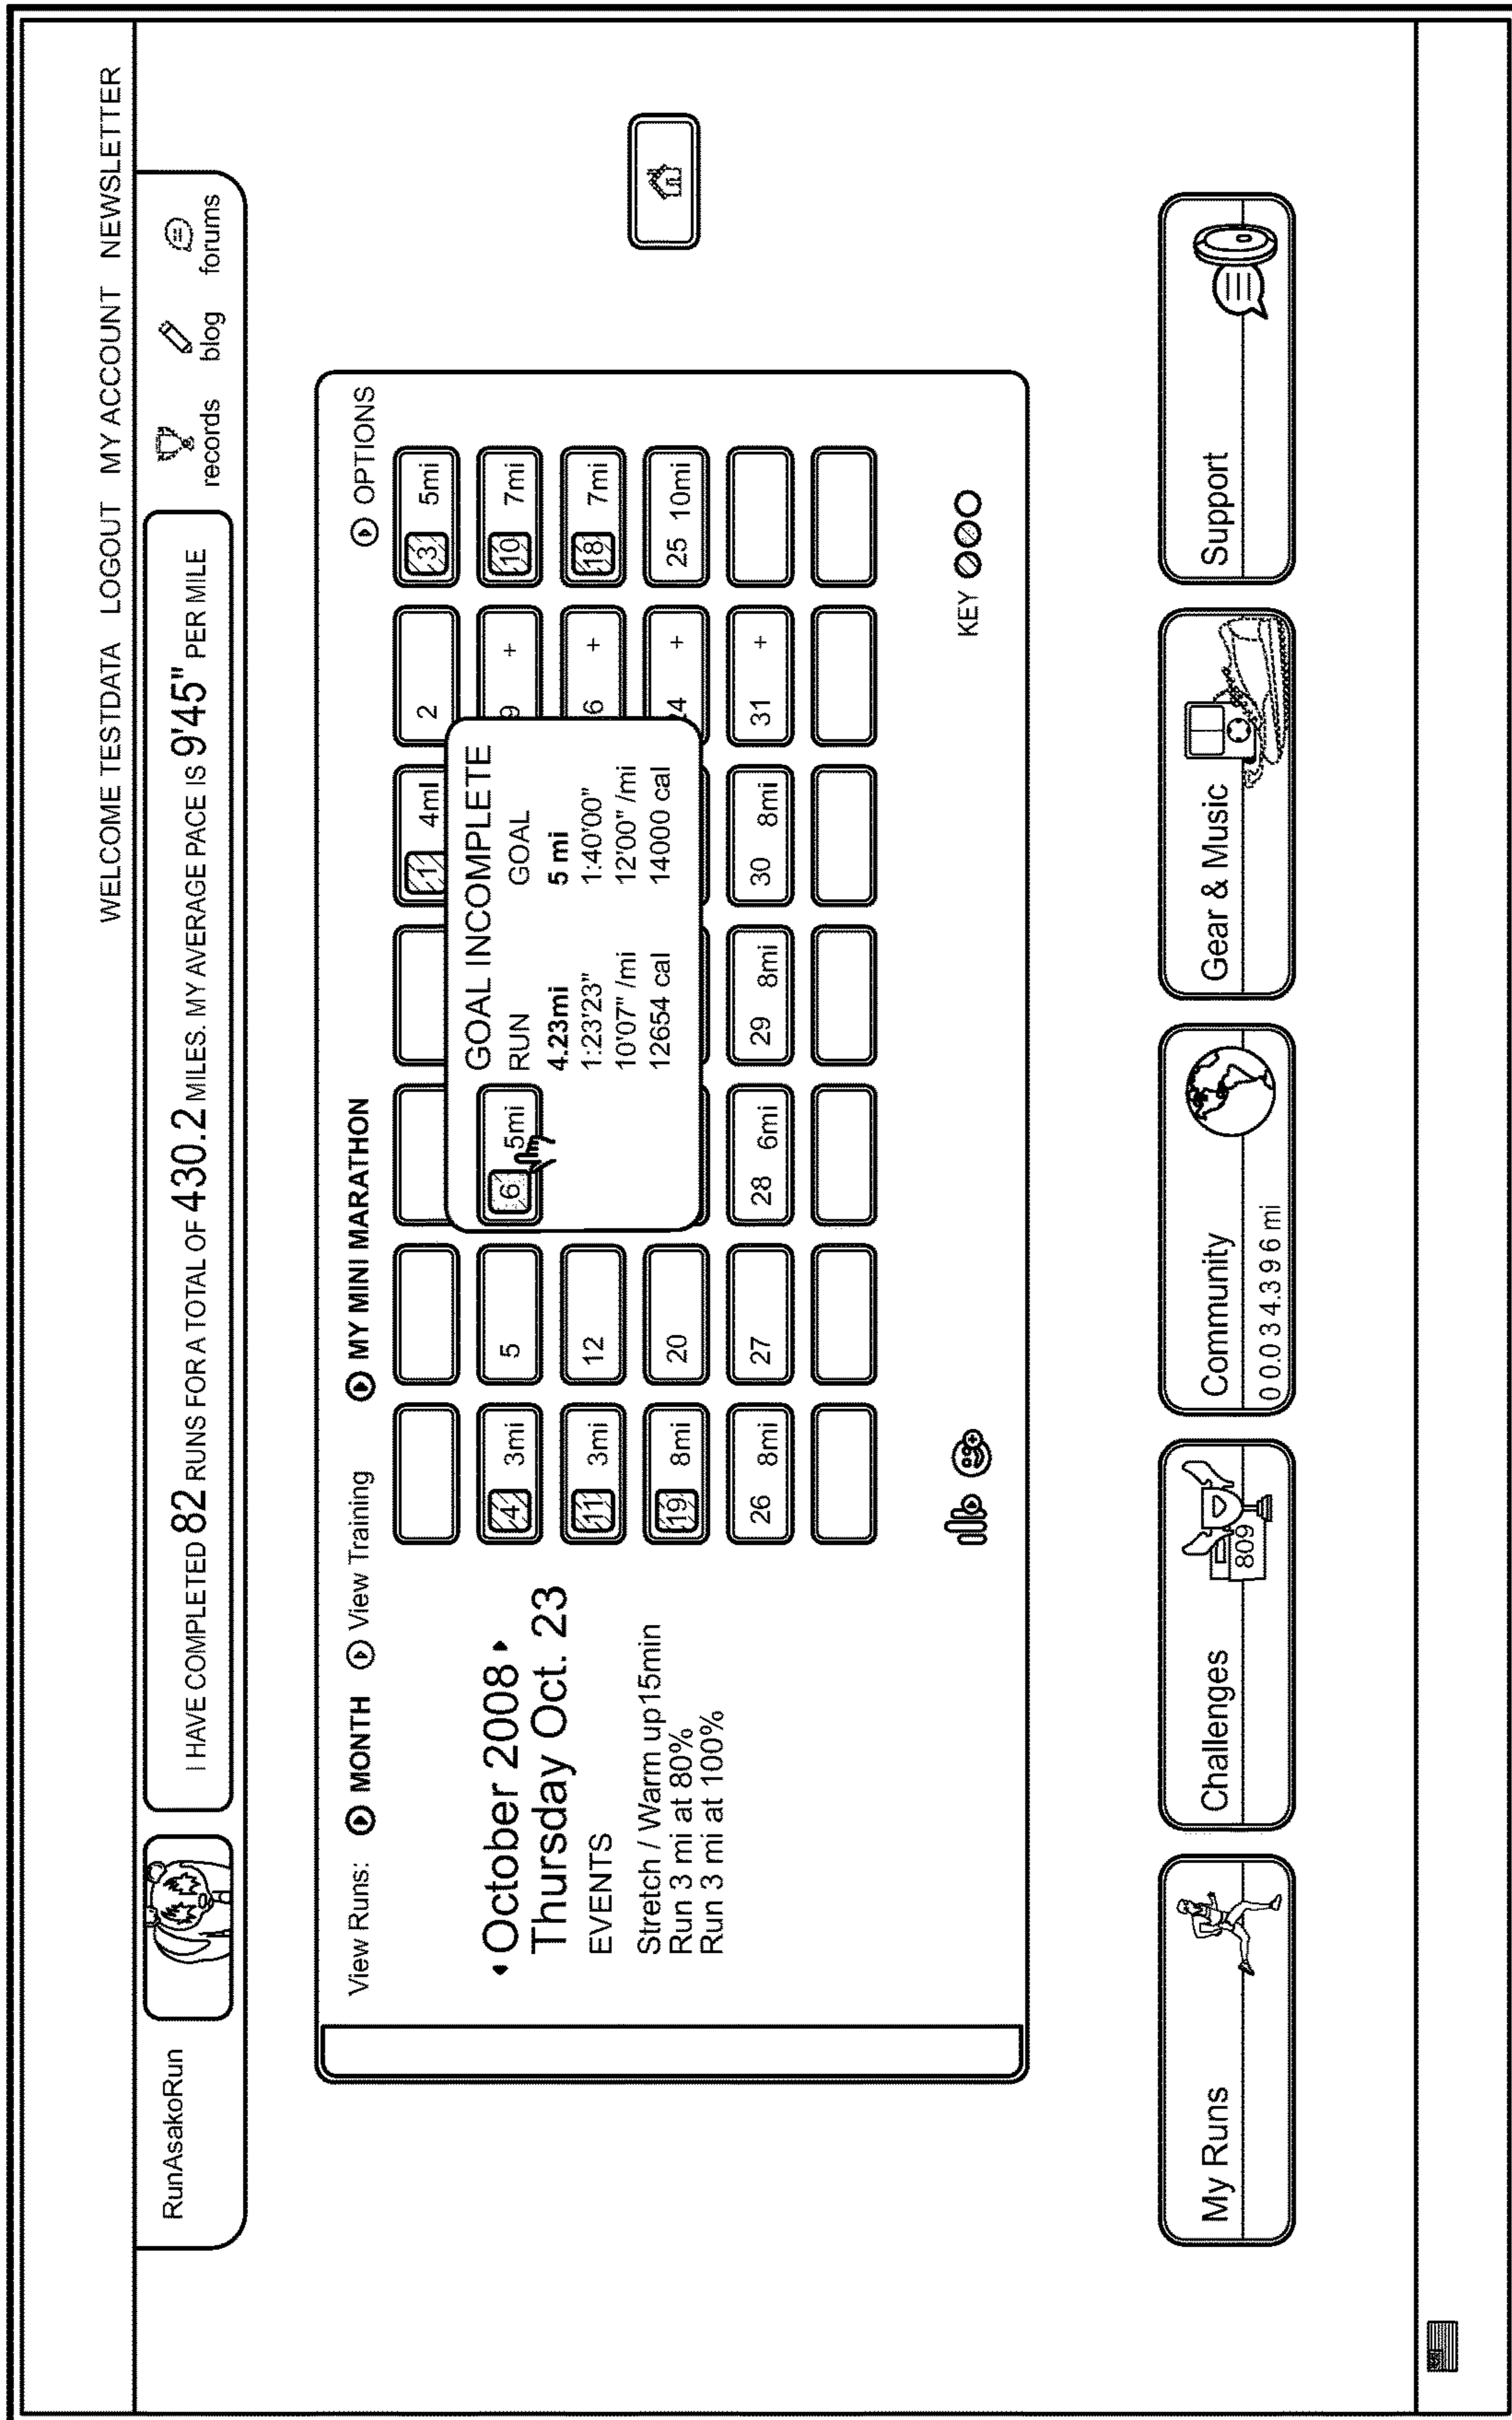 WELCOME TESTDATA LOGOUT MY ACCOUNT NEWSLETTER
RunAsakoRun
I HAVE COMPLETED 82 RUNS FOR A TOTAL OF 430.2 MILES. MY AVERAGE PACE IS 9'45" PER MILE
records blog forums
View Runs: MONTH View Training MY MINI MARATHON OPTIONS
October 2008
Thursday Oct. 23
EVENTS
Stretch / Warm up15min
Run 3 mi at 80%
Run 3 mi at 100%
1 4ml 2 3 5mi
4 3mi 5 6 5mi 9 + 10 7mi
GOAL INCOMPLETE
RUN GOAL
4.23mi 5 mi
1:23'23" 1:40'00"
10'07" /mi 12'00" /mi
12654 cal 14000 cal
11 3mi 12 6 + 18 7mi
19 8mi 20 4 + 25 10mi
26 8mi 27 28 6mi 29 8mi 30 8mi 31 +
KEY
My Runs
Challenges
809
Community
0 0.0 3 4.3 9 6 mi
Gear & Music
Support